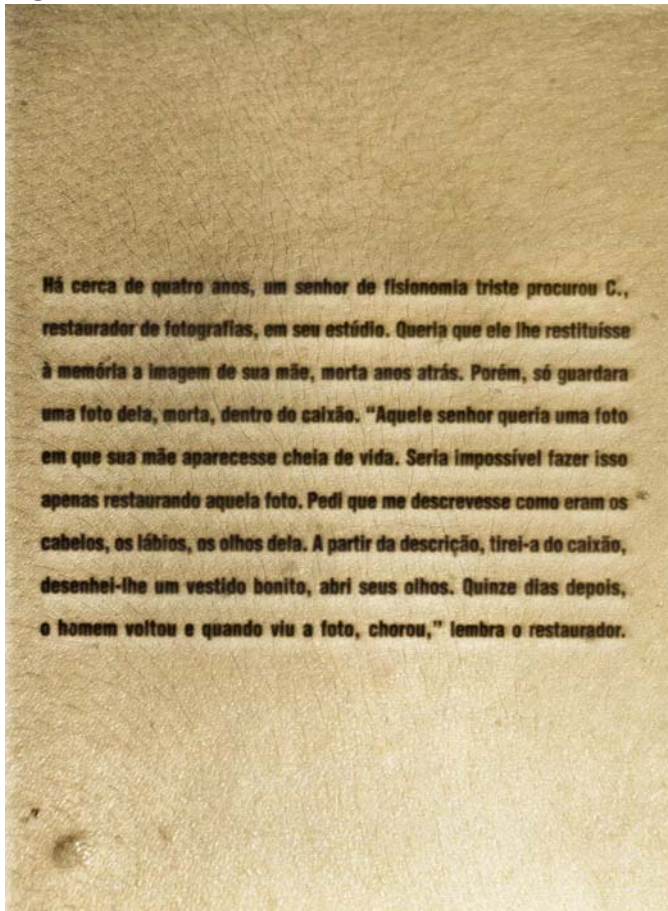 Há cerca de quatro anos, um senhor de fisionomia triste procurou C.,
restaurador de fotografias, em seu estúdio. Queria que ele lhe restituísse
à memória a imagem de sua mãe, morta anos atrás. Porém, só guardara
uma foto dela, morta, dentro do caixão. “Aquele senhor queria uma foto
em que sua mãe aparecesse cheia de vida. Seria impossível fazer isso
apenas restaurando aquela foto. Pedi que me descrevesse como eram os
cabelos, os lábios, os olhos dela. A partir da descrição, tirei-a do caixão,
desenhei-lhe um vestido bonito, abri seus olhos. Quinze dias depois,
o homem voltou e quando viu a foto, chorou,” lembra o restaurador.